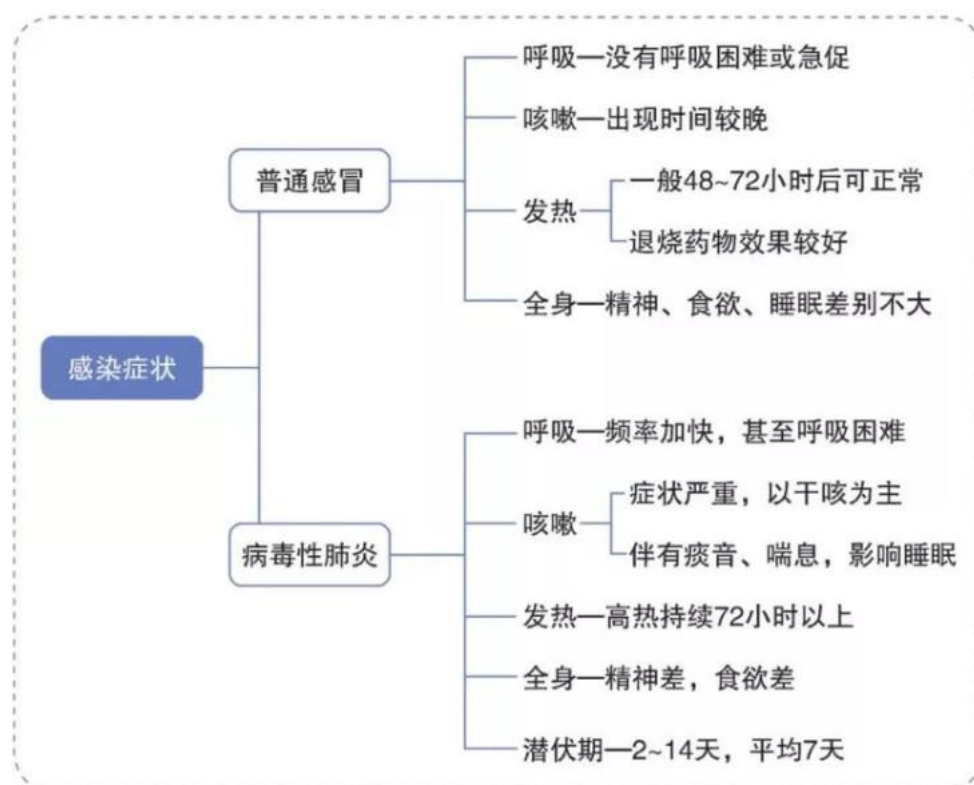 感染症状
普通感冒
呼吸—没有呼吸困难或急促
咳嗽—出现时间较晚
发热
一般48~72小时后可正常
退烧药物效果较好
全身—精神、食欲、睡眠差别不大
病毒性肺炎
呼吸—频率加快，甚至呼吸困难
咳嗽
症状严重，以干咳为主
伴有痰音、喘息，影响睡眠
发热—高热持续72小时以上
全身—精神差，食欲差
潜伏期—2~14天，平均7天